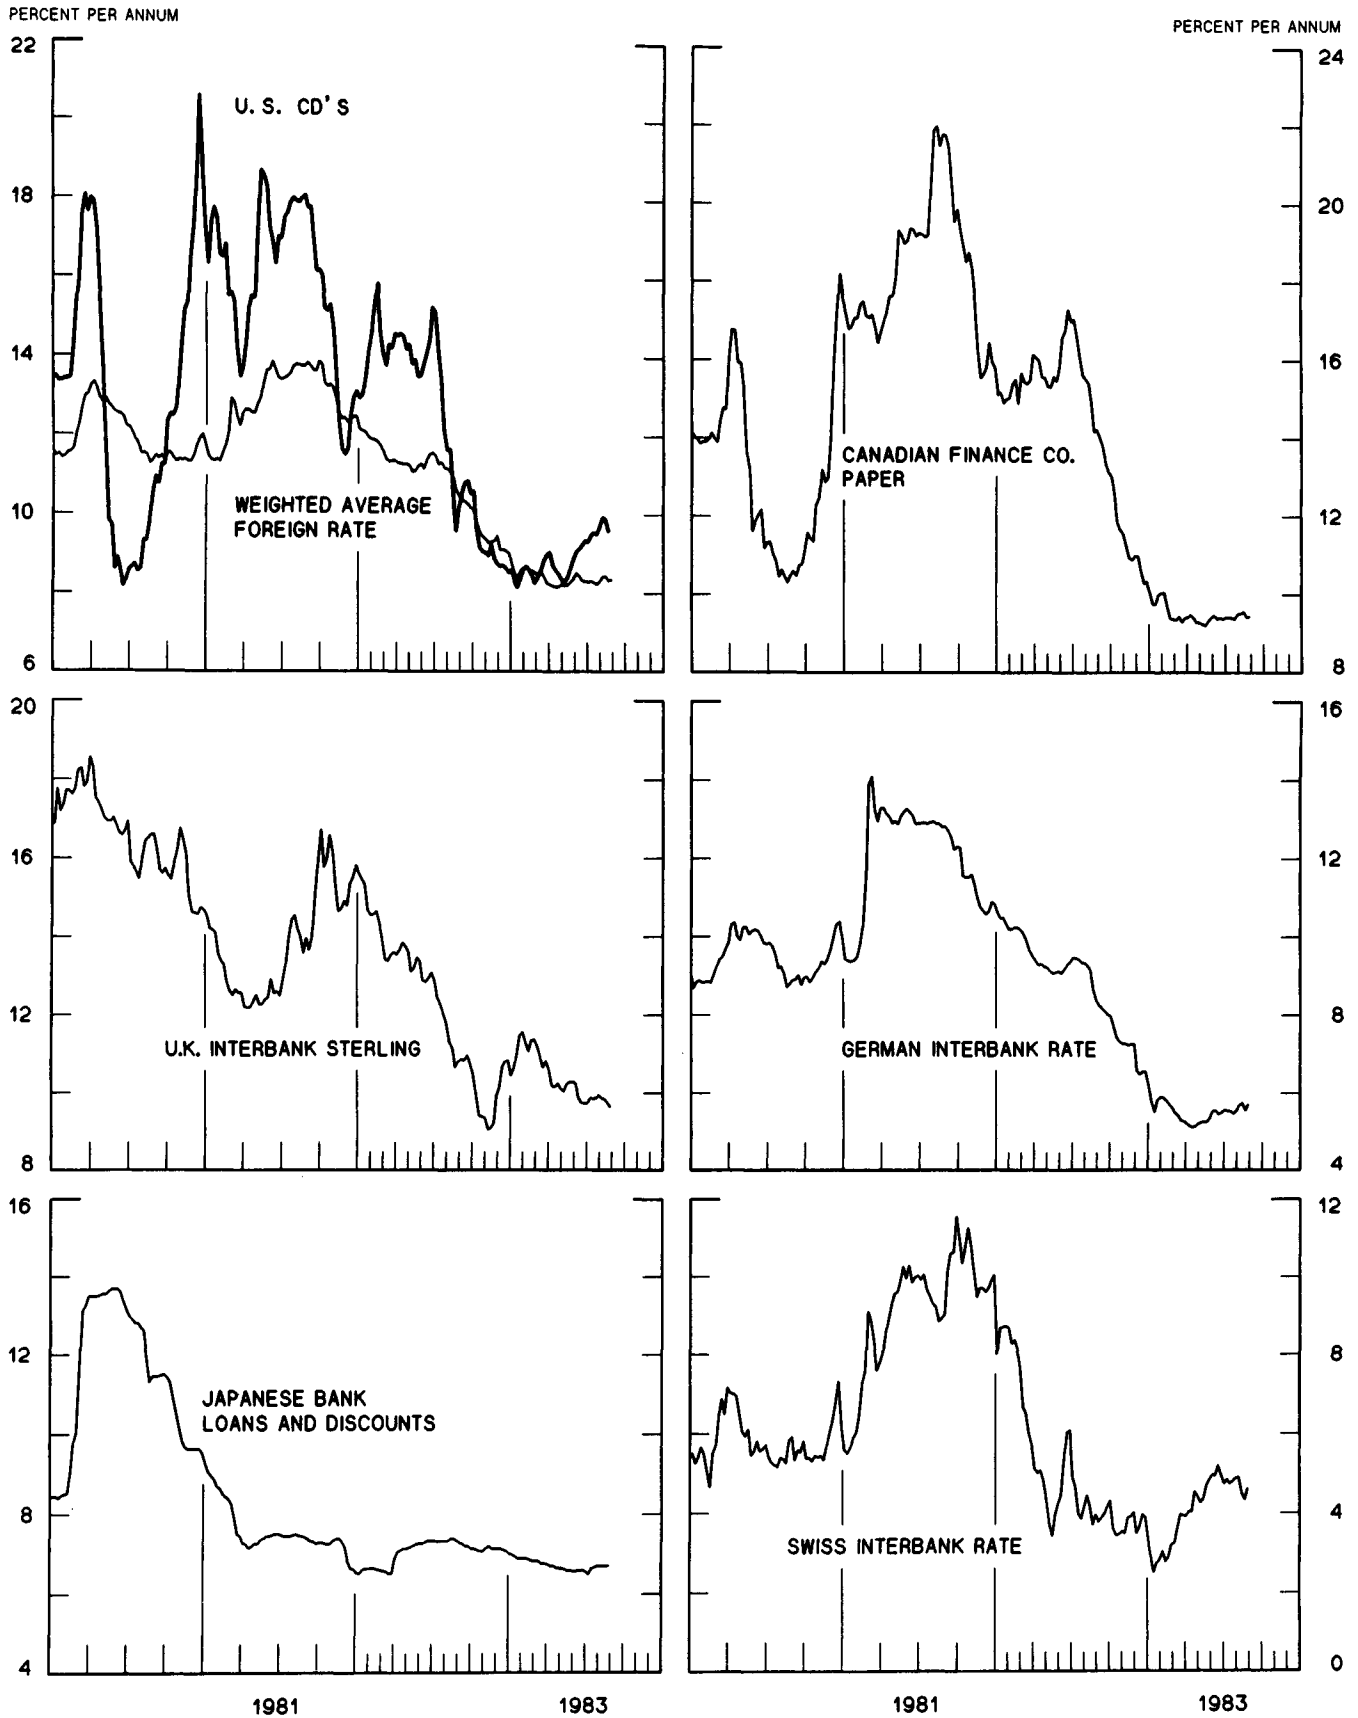 PERCENT PER ANNUM
PERCENT PER ANNUM
22
18
14
10
6
U.S. CD'S
WEIGHTED AVERAGE
FOREIGN RATE
24
20
16
12
8
CANADIAN FINANCE CO.
PAPER
20
16
12
8
U.K. INTERBANK STERLING
16
12
8
4
GERMAN INTERBANK RATE
16
12
8
4
JAPANESE BANK
LOANS AND DISCOUNTS
1981 1983
12
8
4
0
SWISS INTERBANK RATE
1981 1983